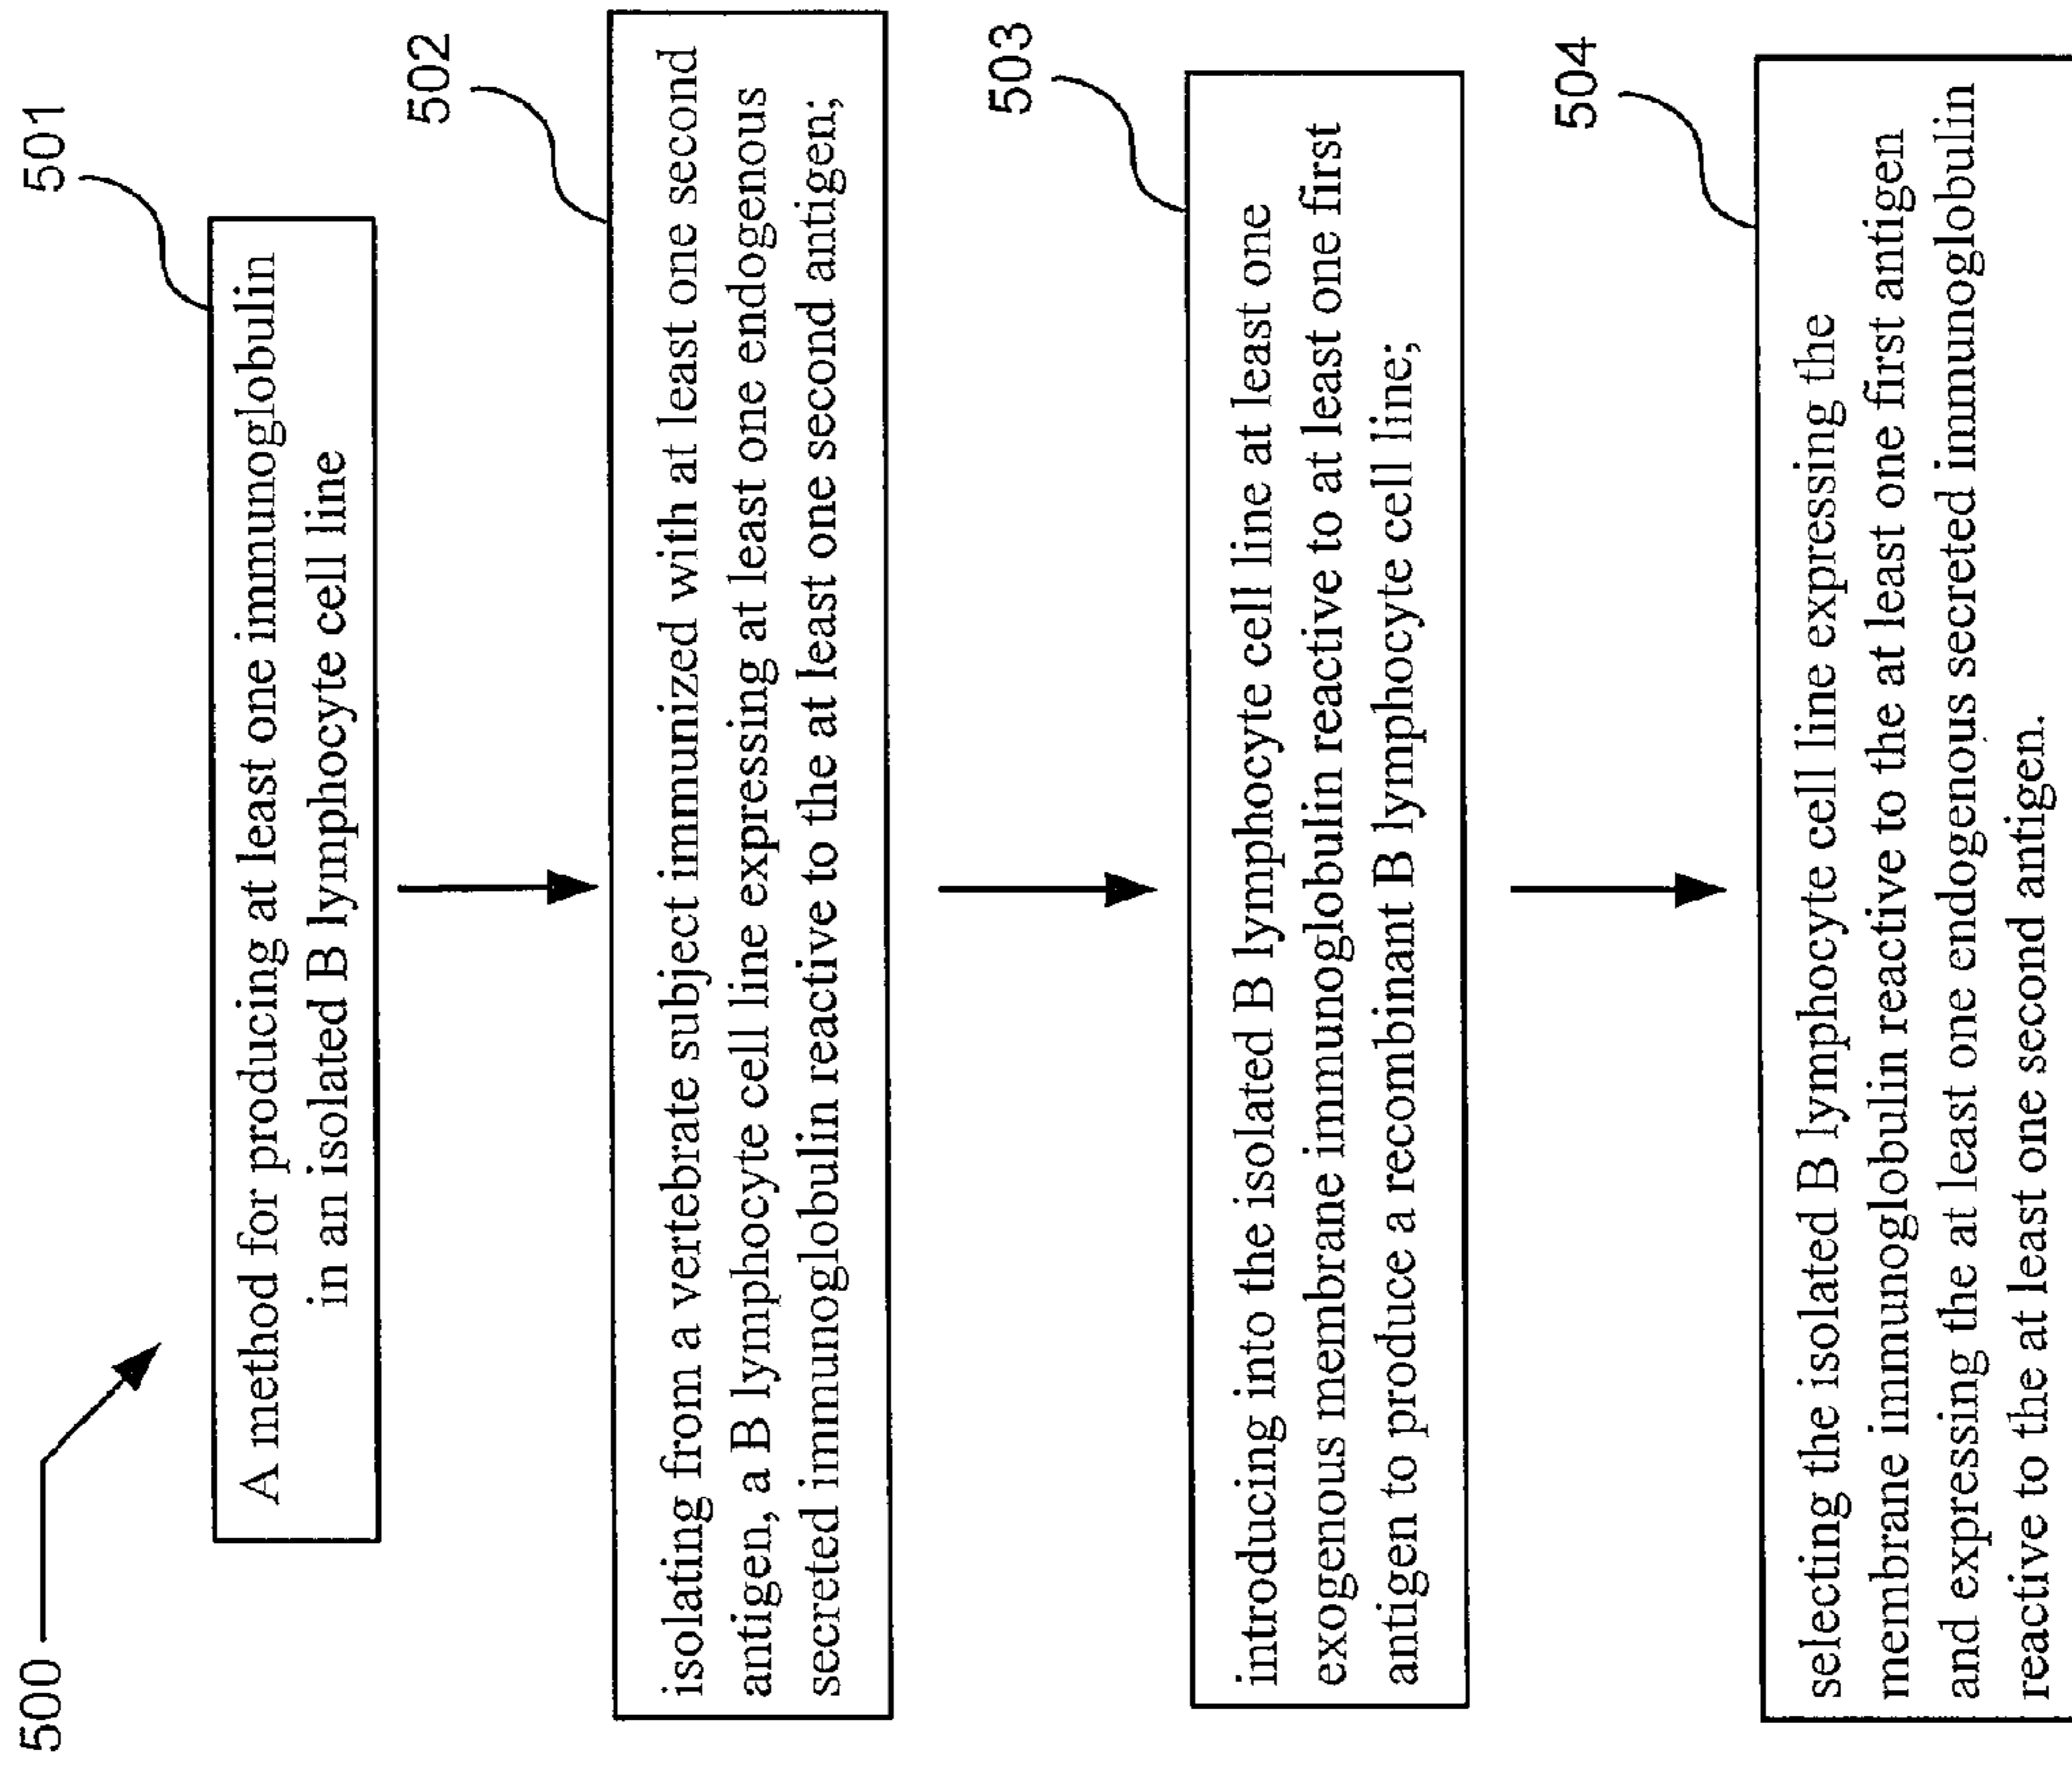 500
501
A method for producing at least one immunoglobulin
in an isolated B lymphocyte cell line
502
isolating from a vertebrate subject immunized with at least one second
antigen, a B lymphocyte cell line expressing at least one endogenous
secreted immunoglobulin reactive to the at least one second antigen;
503
introducing into the isolated B lymphocyte cell line at least one
exogenous membrane immunoglobulin reactive to at least one first
antigen to produce a recombinant B lymphocyte cell line;
504
selecting the isolated B lymphocyte cell line expressing the
membrane immunoglobulin reactive to the at least one first antigen
and expressing the at least one endogenous secreted immunoglobulin
reactive to the at least one second antigen.